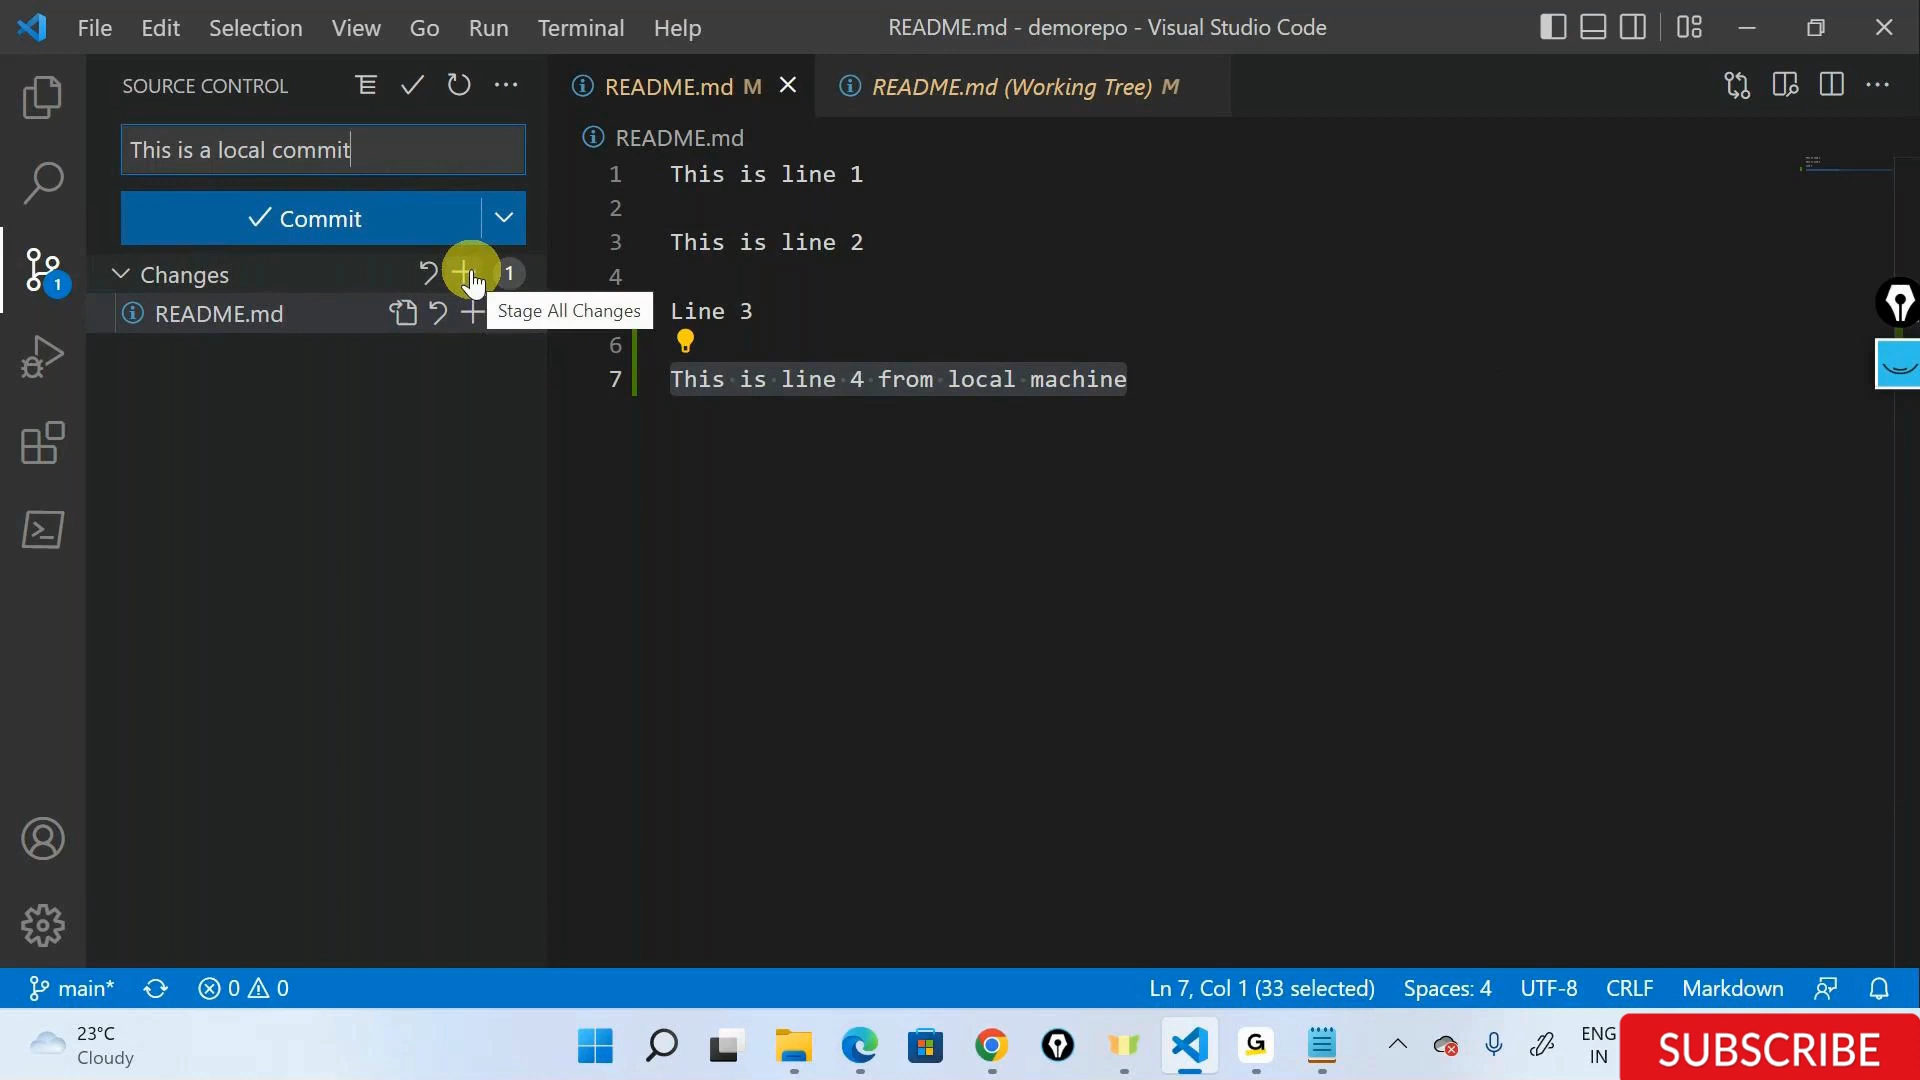 File Edit Selection View Go Run Terminal Help
README.md - demorepo - Visual Studio Code
SOURCE CONTROL
README.md M
README.md (Working Tree) M
This is a local commit
README.md
Commit
Changes
1
README.md
Stage All Changes
1
1 This is line 1
2
3 This is line 2
4
Line 3
6
7 This is line 4 from local machine
main*
0 0
Ln 7, Col 1 (33 selected)
Spaces: 4
UTF-8
CRLF
Markdown
23°C
Cloudy
G
ENG
IN
SUBSCRIBE